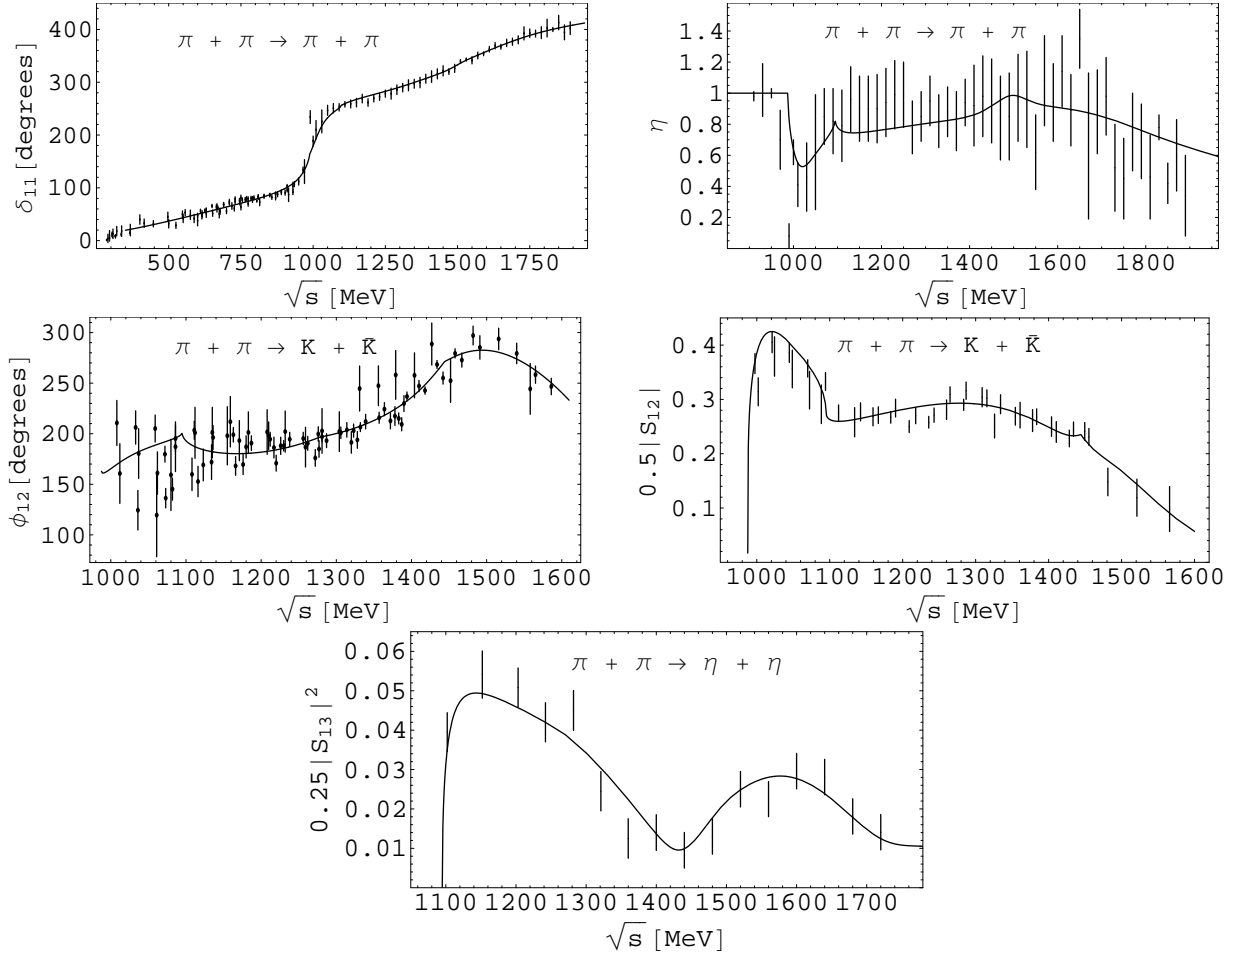 π + π → π + π
δ11 [degrees]
400
300
200
100
0
500 750 1000 1250 1500 1750
√s [MeV]
π + π → π + π
η
1.4
1.2
1
0.8
0.6
0.4
0.2
1000 1200 1400 1600 1800
√s [MeV]
π + π → K + K̄
ϕ12 [degrees]
300
250
200
150
100
1000 1100 1200 1300 1400 1500 1600
√s [MeV]
π + π → K + K̄
0.5|S12|
0.4
0.3
0.2
0.1
1000 1100 1200 1300 1400 1500 1600
√s [MeV]
π + π → η + η
0.25|S13|²
0.06
0.05
0.04
0.03
0.02
0.01
1100 1200 1300 1400 1500 1600 1700
√s [MeV]